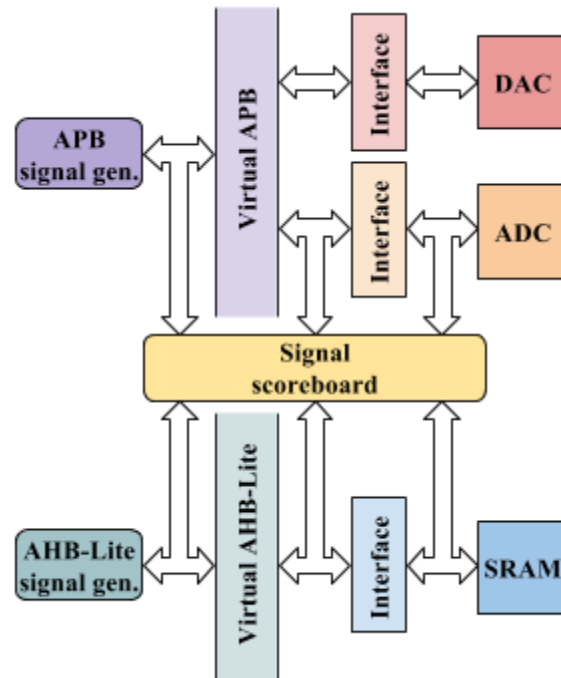 APB
signal gen.
Virtual APB
Interface
DAC
Interface
ADC
Signal
scoreboard
AHB-Lite
signal gen.
Virtual AHB-Lite
Interface
SRAM